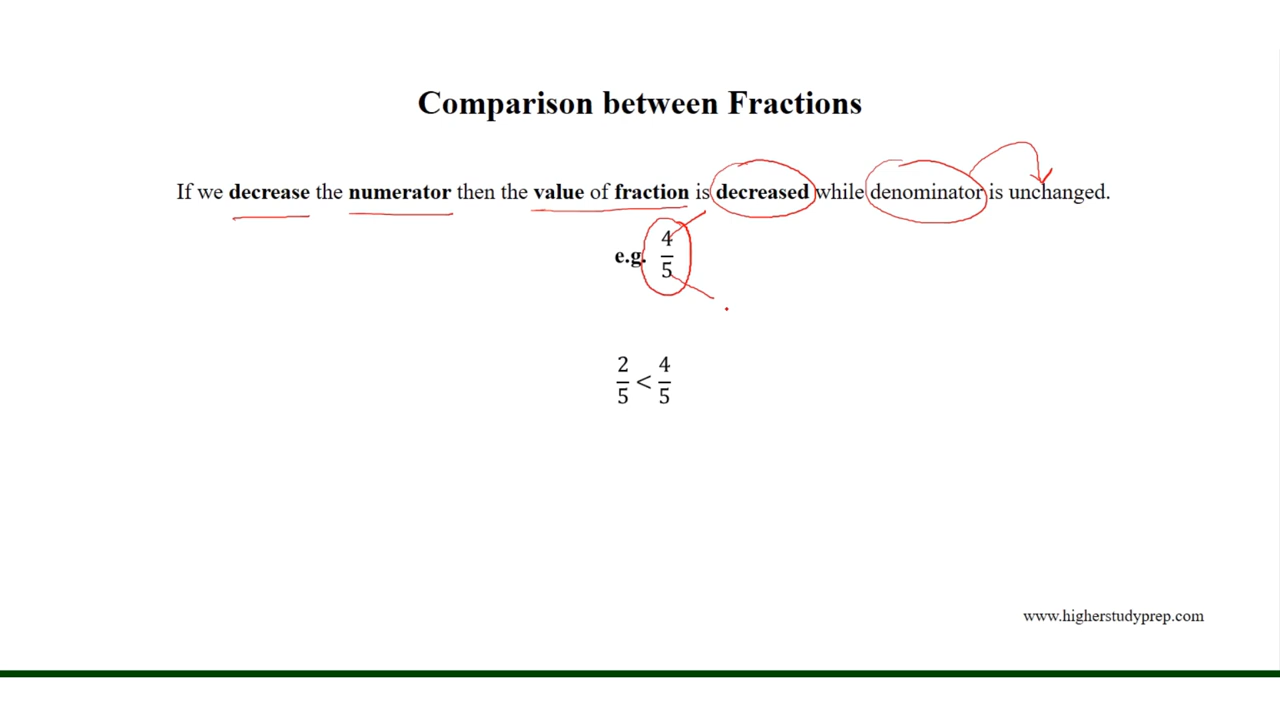 Comparison between Fractions
If we decrease the numerator then the value of fraction is decreased while denominator is unchanged.
e.g. 4/5
2/5 < 4/5
www.higherstudyprep.com